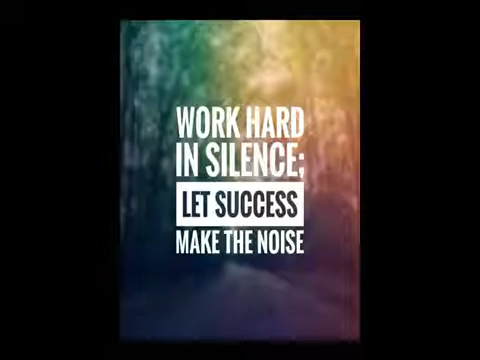 WORK HARD
IN SILENCE;
LET SUCCESS
MAKE THE NOISE